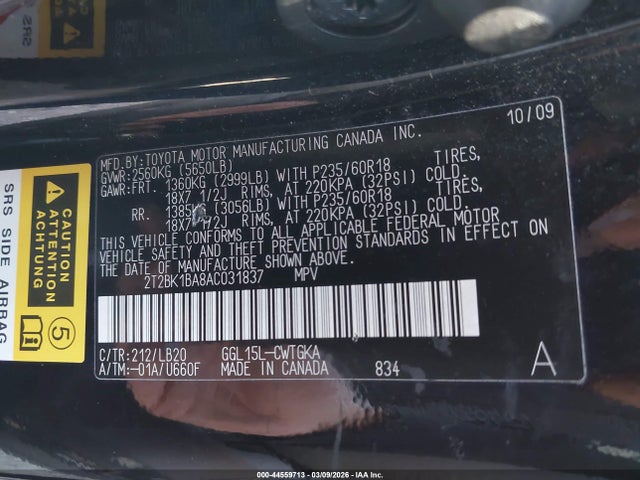 MFD.BY:TOYOTA MOTOR MANUFACTURING CANADA INC. 10/09
GVWR:2560KG (5650LB)
GAWR:FRT. 1360KG (2999LB) WITH P235/60R18 TIRES,
18X7 1/2J RIMS, AT 220KPA (32PSI) COLD.
RR. 1385KG (3056LB) WITH P235/60R18 TIRES,
18X7 1/2J RIMS, AT 220KPA (32PSI) COLD.
THIS VEHICLE CONFORMS TO ALL APPLICABLE FEDERAL MOTOR
VEHICLE SAFETY AND THEFT PREVENTION STANDARDS IN EFFECT ON
THE DATE OF MANUFACTURE SHOWN ABOVE.
2T2BK1BA8AC031837 MPV
C/TR:212/LB20 GGL15L-CWTGKA
A/TM:-01A/U660F MADE IN CANADA 834 A
CAUTION
SRS SIDE AIRBAG
5
000-44559713 - 03/09/2026 - IAAI